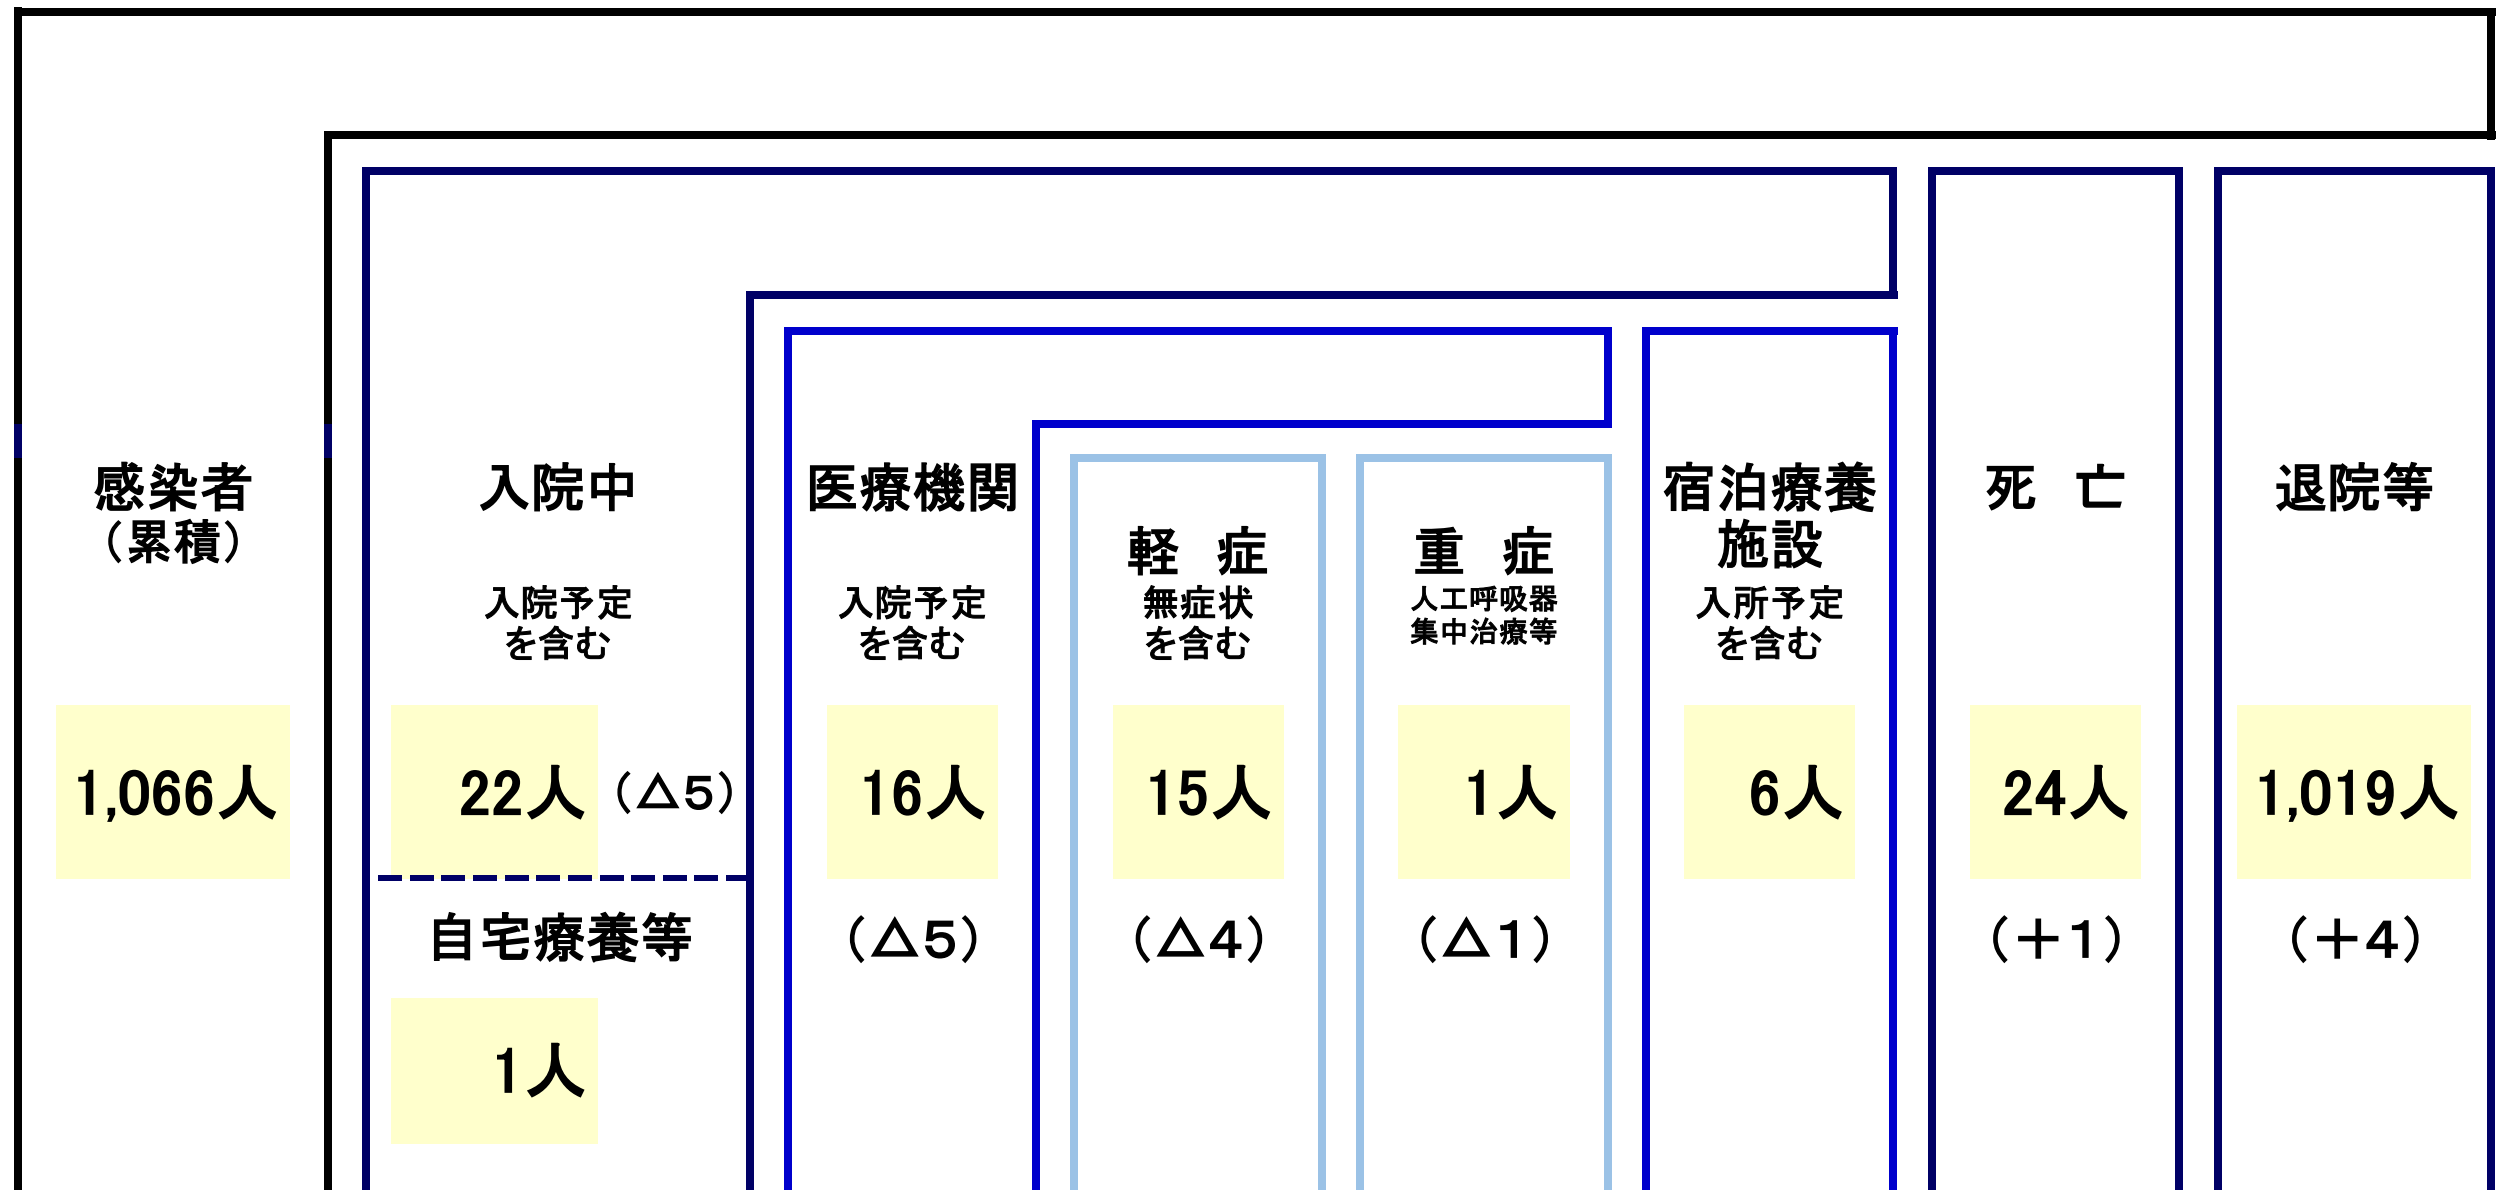 感染者
（累積）
1,066人
入院中
入院予定
を含む
22人
（△5）
自宅療養等
1人
医療機関
入院予定
を含む
16人
（△5）
軽　症
無症状
を含む
15人
（△4）
重　症
人工呼吸器
集中治療等
1人
（△1）
宿泊療養
施設
入所予定
を含む
6人
死　亡
24人
（＋1）
退院等
1,019人
（＋4）